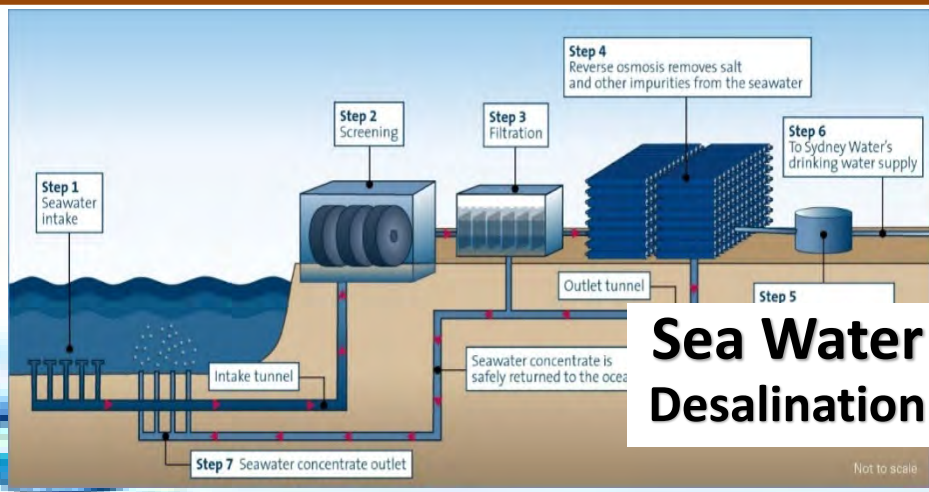 Step 1
Seawater
intake
Step 2
Screening
Step 3
Filtration
Step 4
Reverse osmosis removes salt
and other impurities from the seawater
Step 6
To Sydney Water's
drinking water supply
Step 5
Outlet tunnel
Intake tunnel
Seawater concentrate is
safely returned to the
Step 7 Seawater concentrate outlet
Sea Water
Desalination
Not to scale